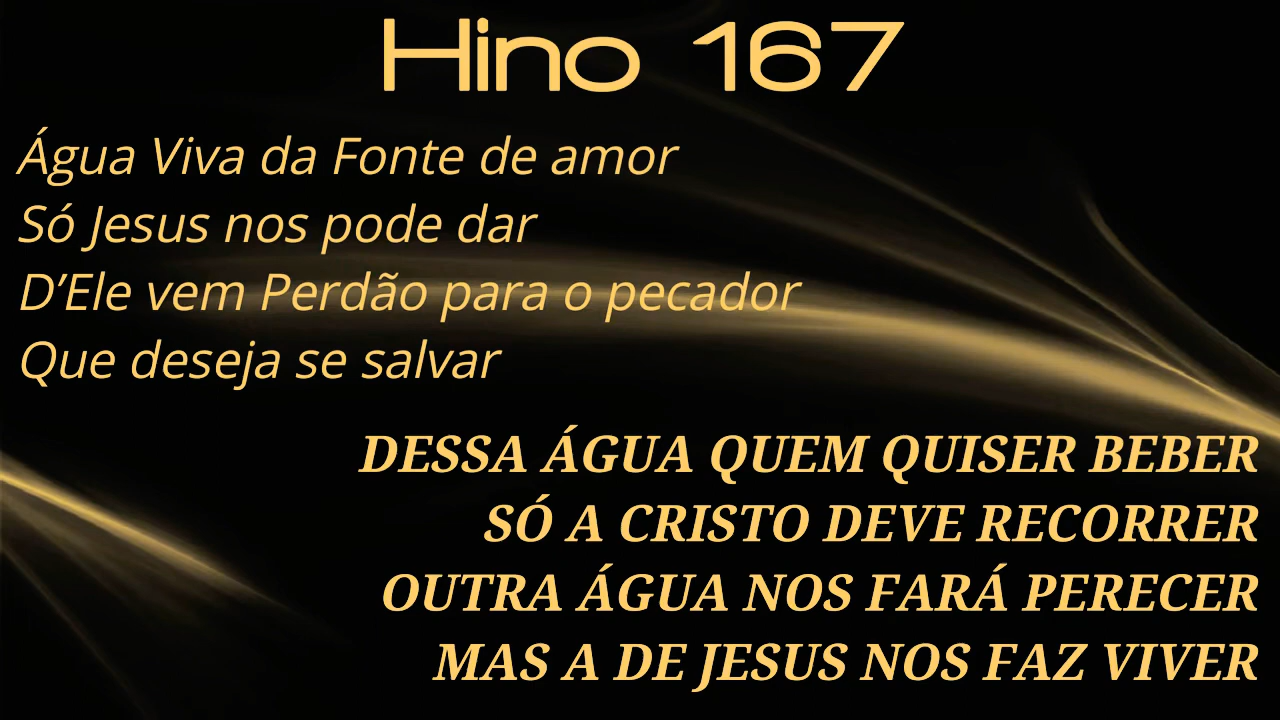 Hino 167
Água Viva da Fonte de amor
Só Jesus nos pode dar
D’Ele vem Perdão para o pecador
Que deseja se salvar
DESSA ÁGUA QUEM QUISER BEBER
SÓ A CRISTO DEVE RECORRER
OUTRA ÁGUA NOS FARÁ PERECER
MAS A DE JESUS NOS FAZ VIVER